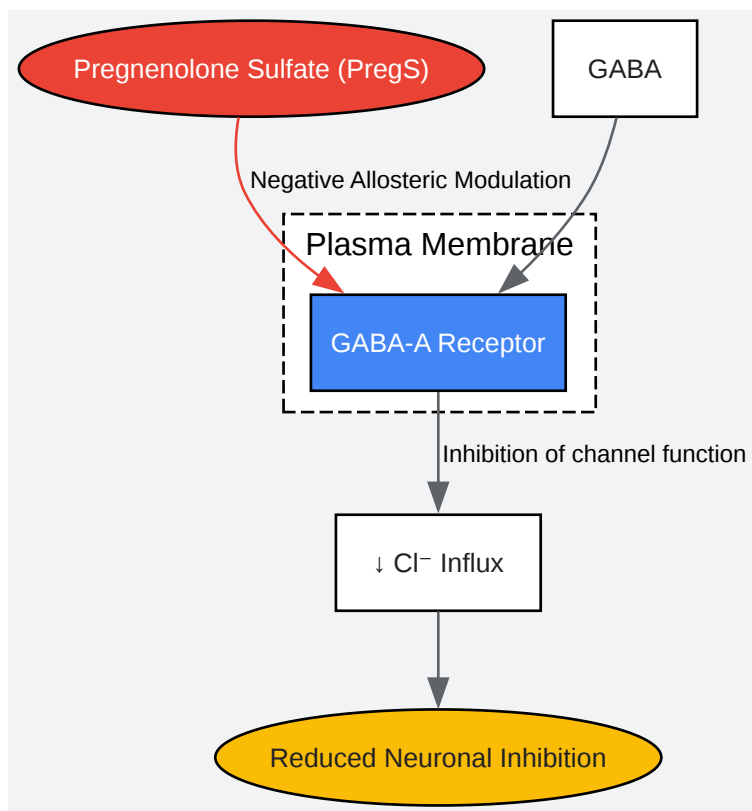 Pregnenolone Sulfate (PregS)
GABA
Negative Allosteric Modulation
Plasma Membrane
GABA-A Receptor
Inhibition of channel function
↓ Cl⁻ Influx
Reduced Neuronal Inhibition